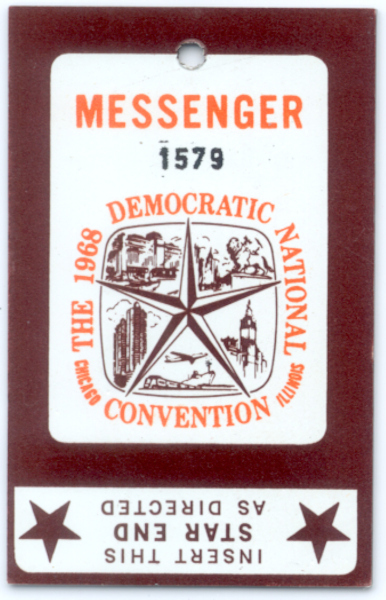 MESSENGER
1579
THE 1968 DEMOCRATIC NATIONAL CONVENTION
CHICAGO
ILLINOIS
INSERT THIS
STAR END
AS DIRECTED